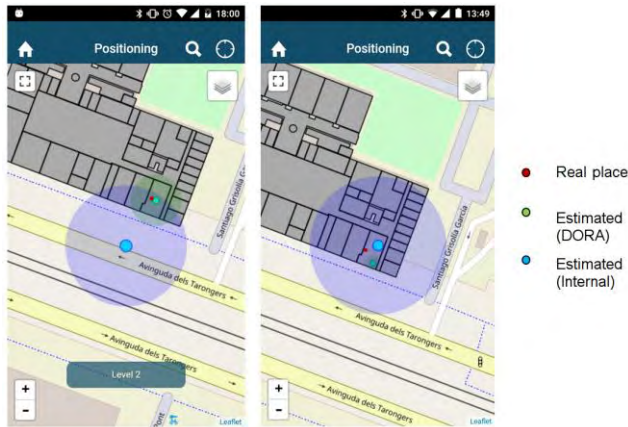 18:00
Positioning
Santiago Grisolía García
Avinguda dels Tarongers
Avinguda dels Tarongers
Level 2
+
-
Leaflet
13:49
Positioning
Santiago Grisolía García
Avinguda dels Tarongers
Avinguda dels Tarongers
+
-
Leaflet
Real place
Estimated
(DORA)
Estimated
(Internal)